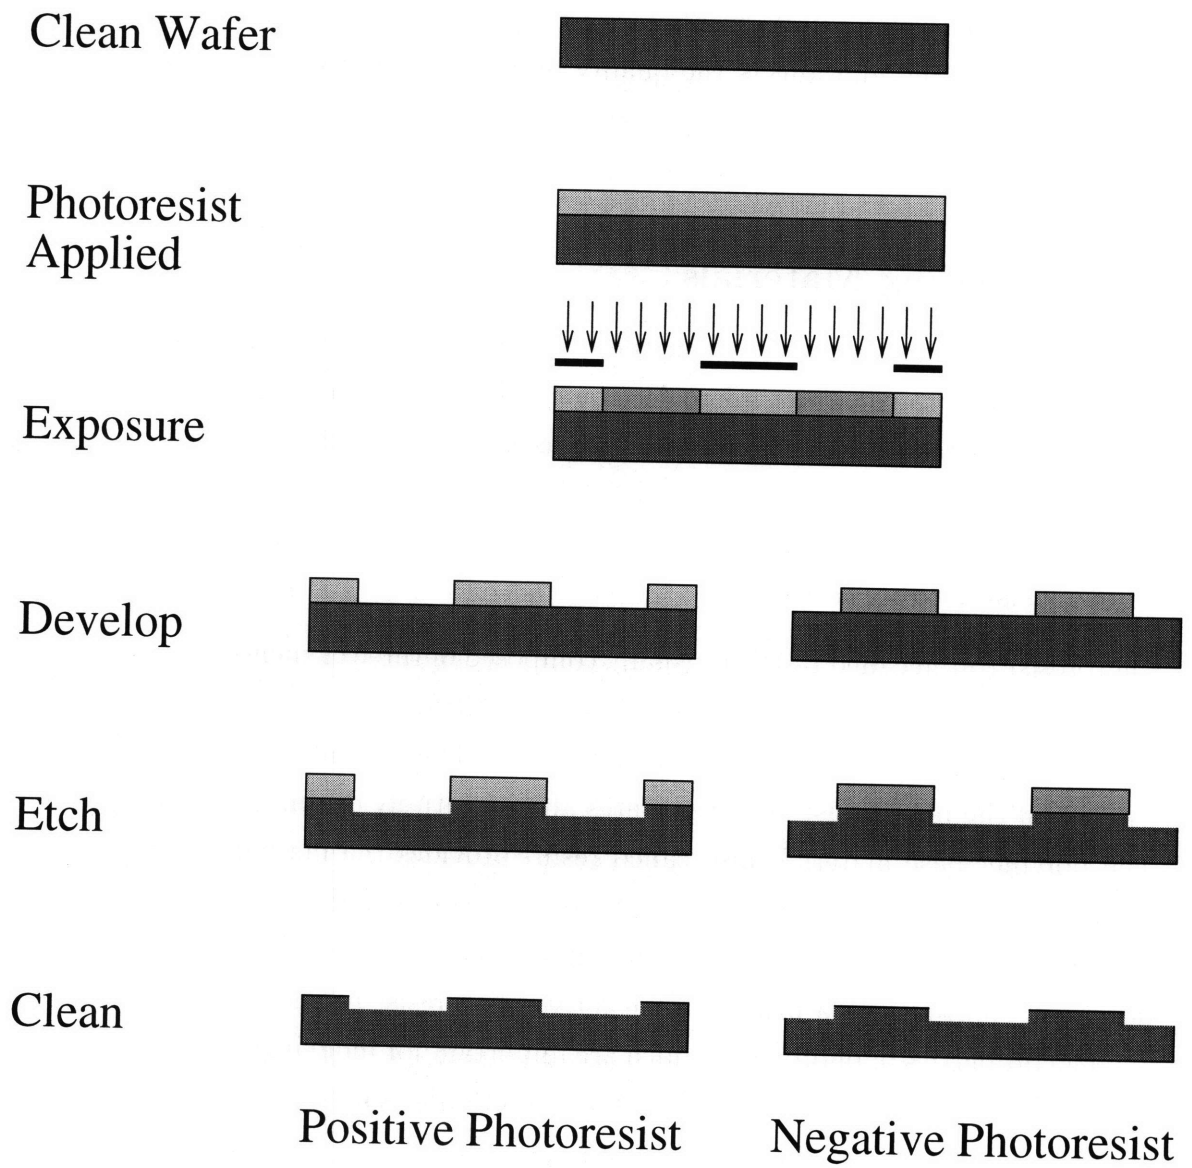 Clean Wafer
Photoresist
Applied
Exposure
Develop
Etch
Clean
Positive Photoresist
Negative Photoresist